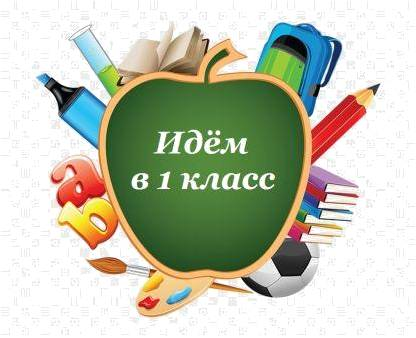 Идём
в 1 класс
а
б